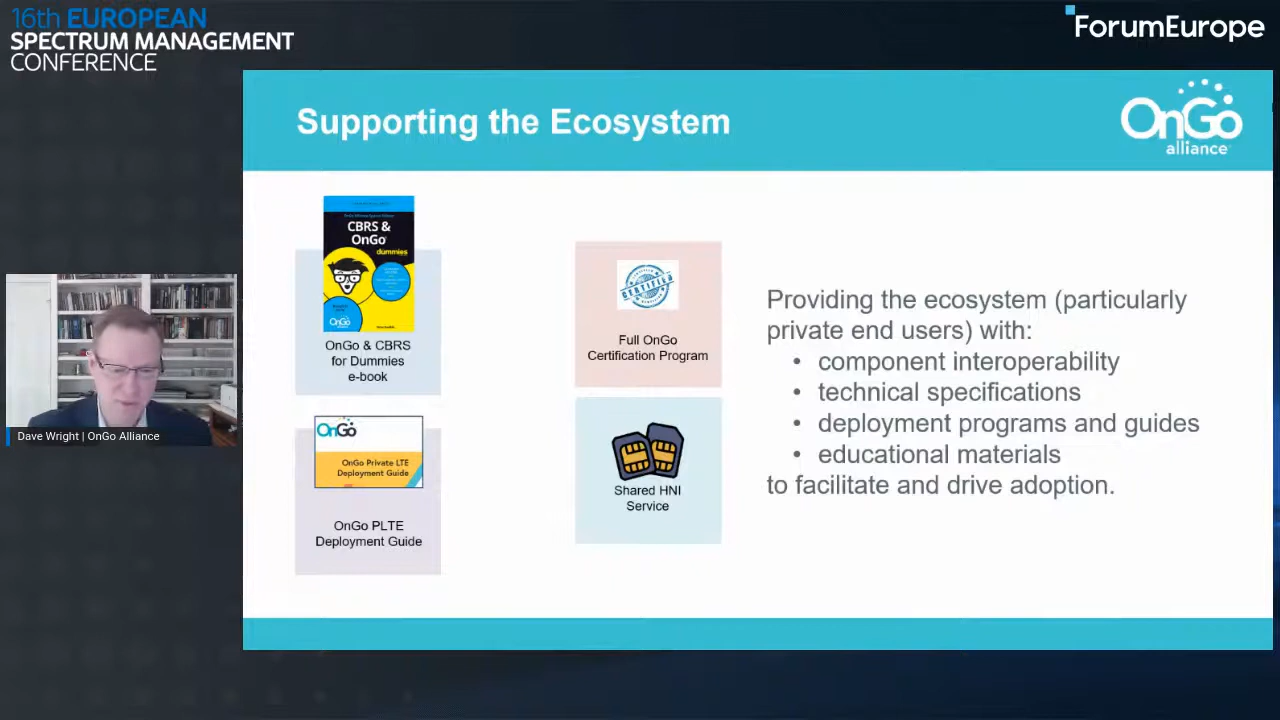 16th EUROPEAN
SPECTRUM MANAGEMENT
CONFERENCE
ForumEurope
Supporting the Ecosystem
OnGo
alliance
CBRS &
OnGo
dummies
OnGo
alliance
OnGo & CBRS
for Dummies
e-book
OnGo
OnGo Private LTE
Deployment Guide
OnGo PLTE
Deployment Guide
CERTIFIED
Full OnGo
Certification Program
Shared HNI
Service
Providing the ecosystem (particularly
private end users) with:
• component interoperability
• technical specifications
• deployment programs and guides
• educational materials
to facilitate and drive adoption.
Dave Wright | OnGo Alliance